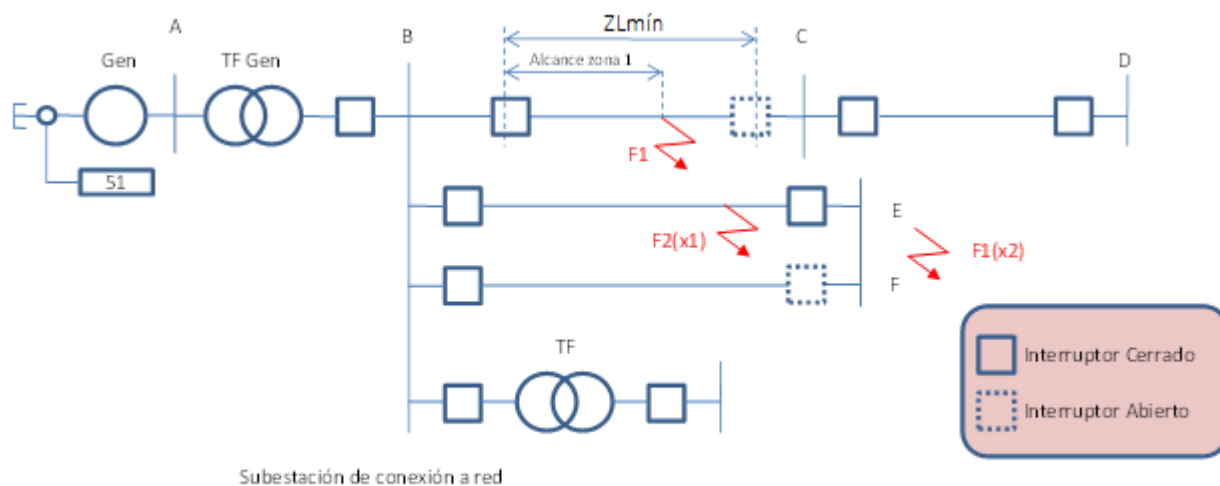 ZLmín
A
B
C
D
Gen
TF Gen
Alcance zona 1
51
F1
E
F2(x1)
F1(x2)
F
TF
Interruptor Cerrado
Interruptor Abierto
Subestación de conexión a red